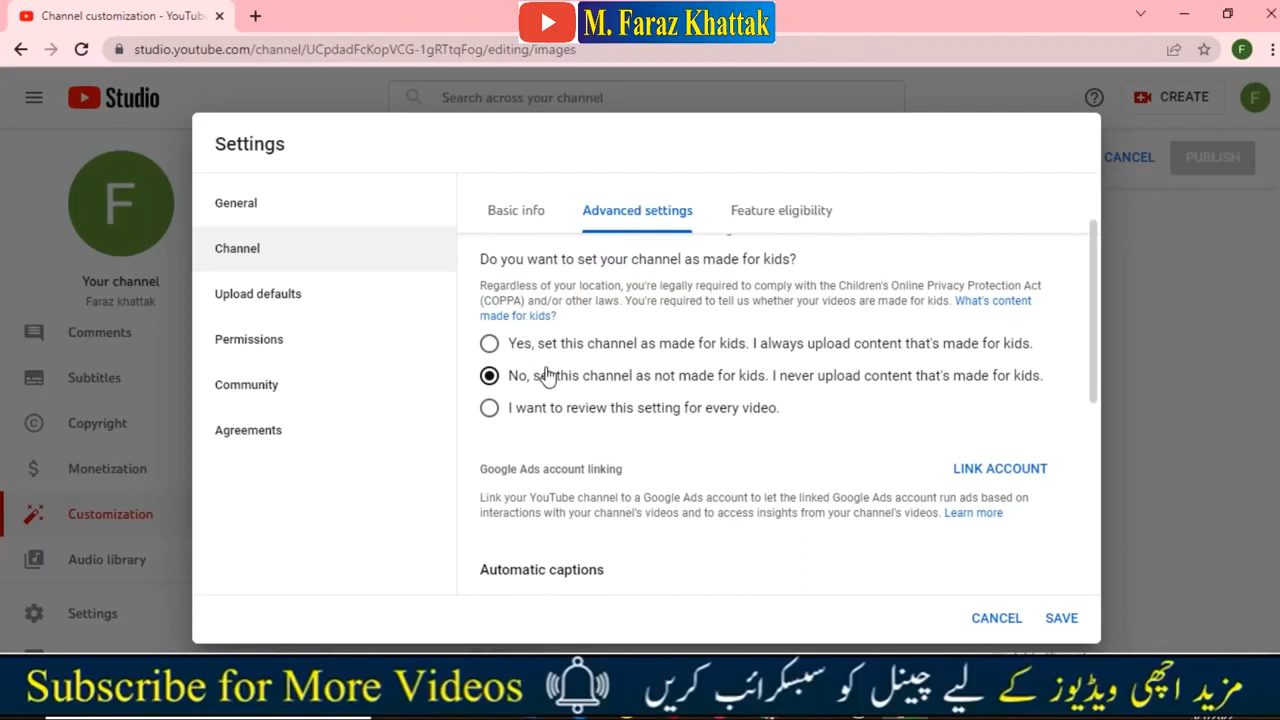 Channel customization - YouTub
M. Faraz Khattak
studio.youtube.com/channel/UCpdadFcKopVCG-1gRTtqFog/editing/images
F
Studio
Search across your channel
CREATE
F
CANCEL
PUBLISH
F
Your channel
Faraz khattak
Comments
Subtitles
Copyright
Monetization
Customization
Audio library
Settings
Settings
General
Channel
Upload defaults
Permissions
Community
Agreements
Basic info
Advanced settings
Feature eligibility
Do you want to set your channel as made for kids?
Regardless of your location, you're legally required to comply with the Children's Online Privacy Protection Act
(COPPA) and/or other laws. You're required to tell us whether your videos are made for kids. What's content
made for kids?
Yes, set this channel as made for kids. I always upload content that's made for kids.
No, set this channel as not made for kids. I never upload content that's made for kids.
I want to review this setting for every video.
Google Ads account linking
LINK ACCOUNT
Link your YouTube channel to a Google Ads account to let the linked Google Ads account run ads based on
interactions with your channel's videos and to access insights from your channel's videos. Learn more
Automatic captions
CANCEL
SAVE
Subscribe for More Videos
مزید اچھی ویڈیوز کے لیے چینل کو سبسکرائب کریں